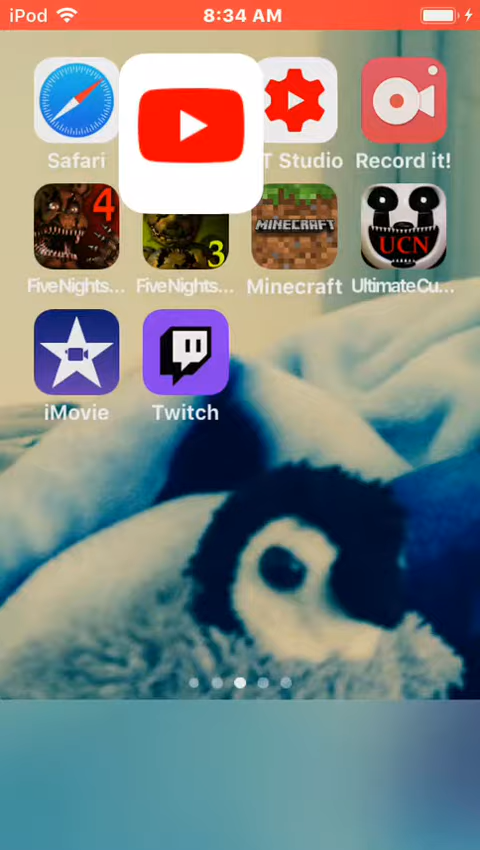 iPod 8:34 AM
Safari T Studio Record it!
4 3 MINECRAFT UCN
FiveNights... FiveNights... Minecraft UltimateCu...
iMovie Twitch